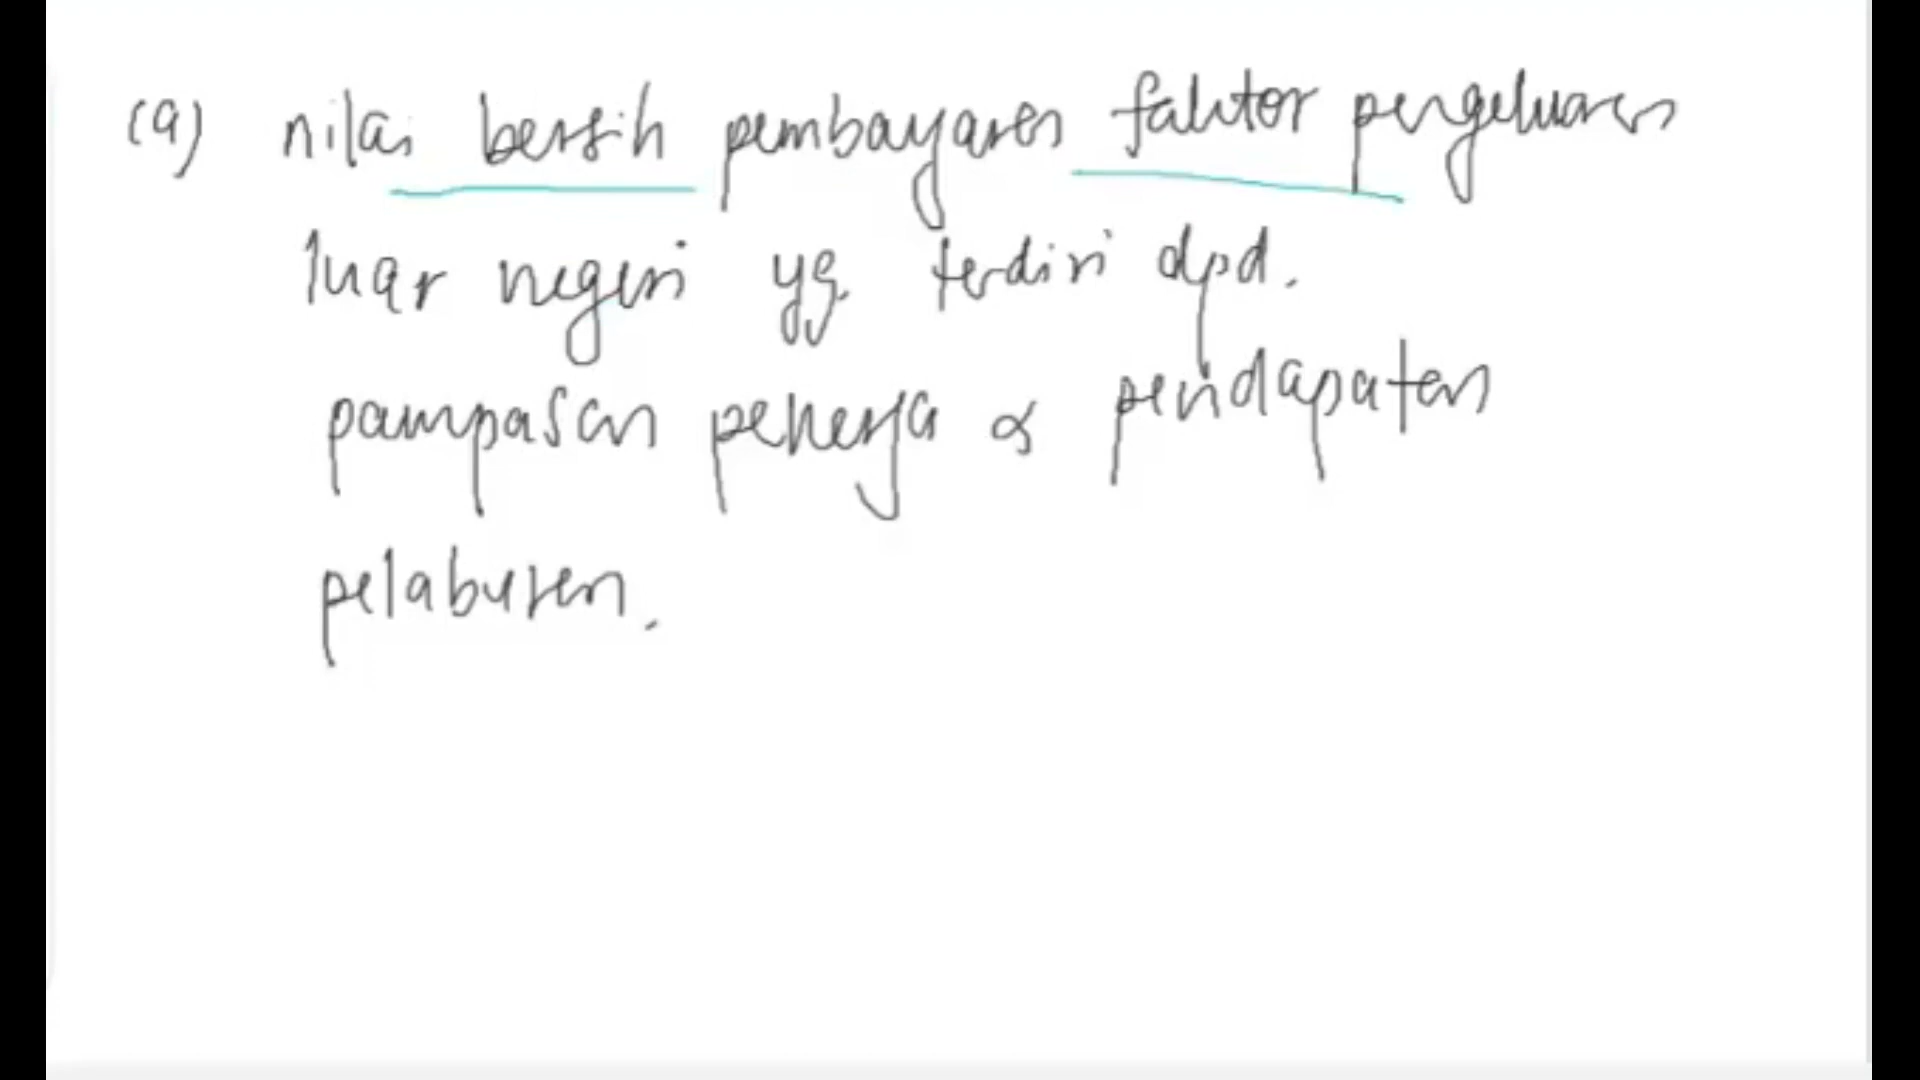 (a) nilai bersih pembayaran faktor pengeluaran
luar negeri yg terdiri dpd.
pampasan pekerja & pendapatan
pelaburan.